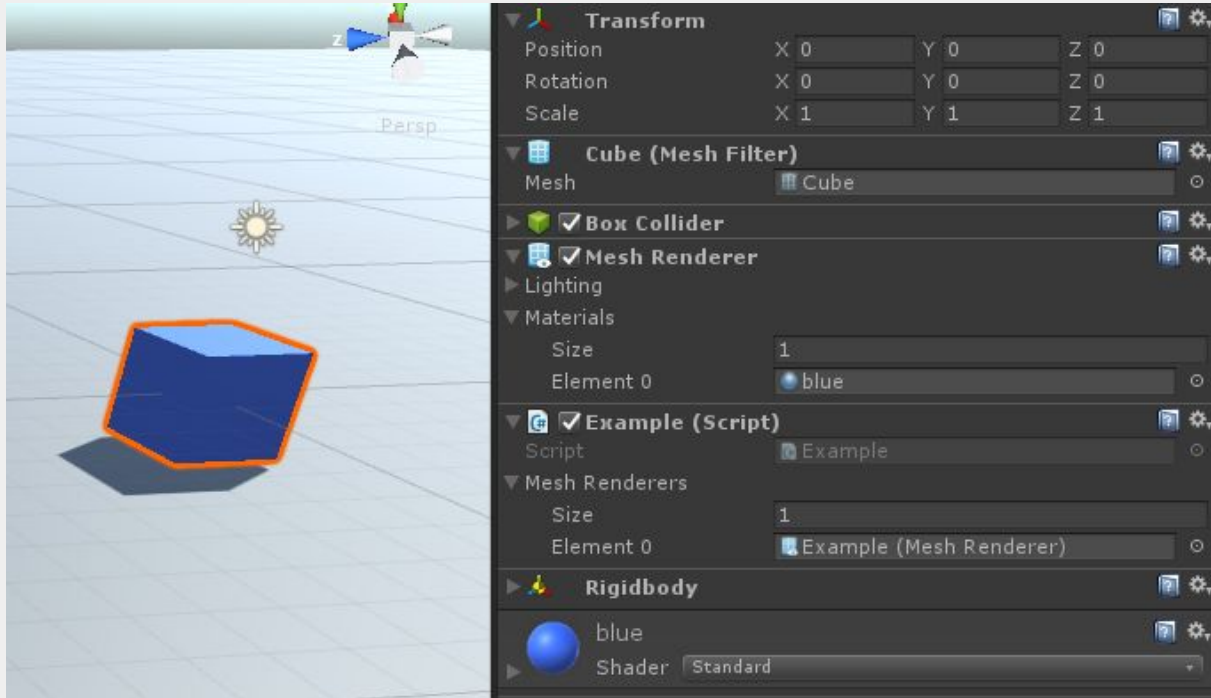 z
Persp
Transform
Position X 0 Y 0 Z 0
Rotation X 0 Y 0 Z 0
Scale X 1 Y 1 Z 1
Cube (Mesh Filter)
Mesh Cube
Box Collider
Mesh Renderer
Lighting
Materials
Size 1
Element 0 blue
Example (Script)
Script Example
Mesh Renderers
Size 1
Element 0 Example (Mesh Renderer)
Rigidbody
blue
Shader Standard